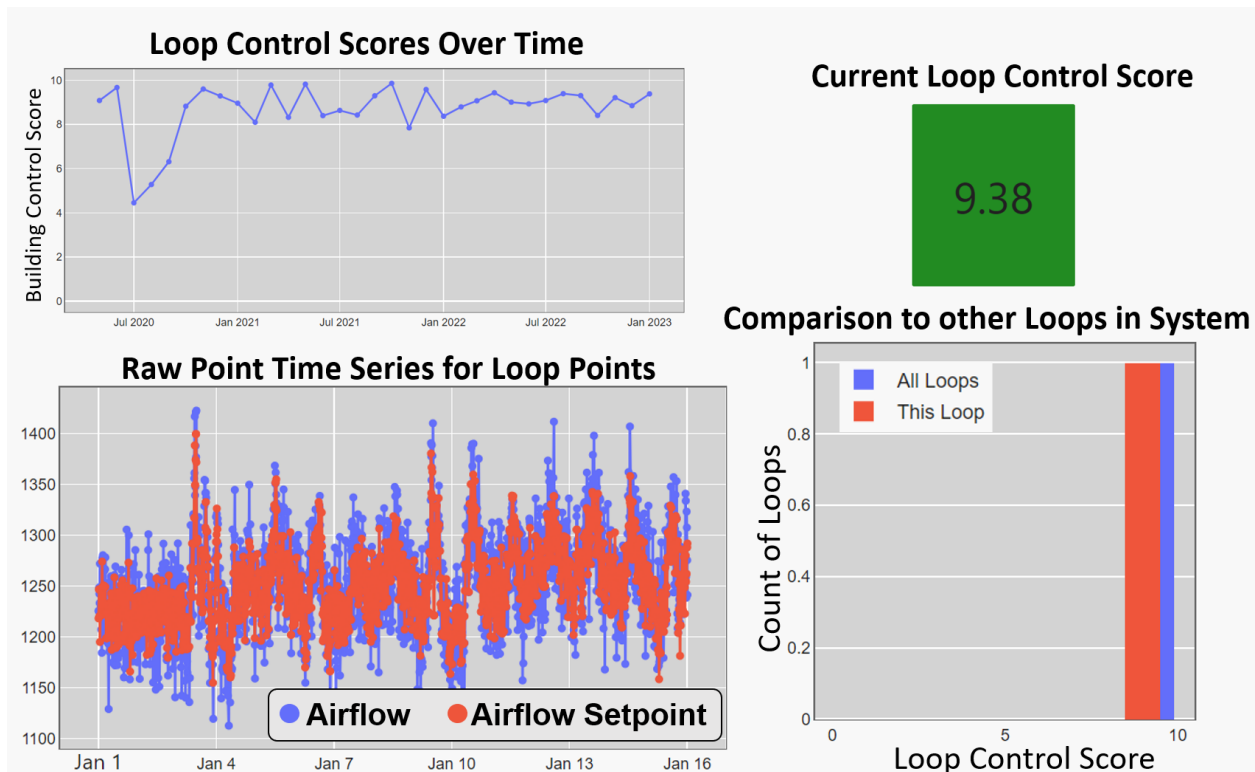 Loop Control Scores Over Time
Building Control Score
10
8
6
4
2
0
Jul 2020
Jan 2021
Jul 2021
Jan 2022
Jul 2022
Jan 2023
Current Loop Control Score
9.38
Raw Point Time Series for Loop Points
1400
1350
1300
1250
1200
1150
1100
Airflow
Airflow Setpoint
Jan 1
Jan 4
Jan 7
Jan 10
Jan 13
Jan 16
Comparison to other Loops in System
Count of Loops
1
0.8
0.6
0.4
0.2
0
All Loops
This Loop
0
5
10
Loop Control Score